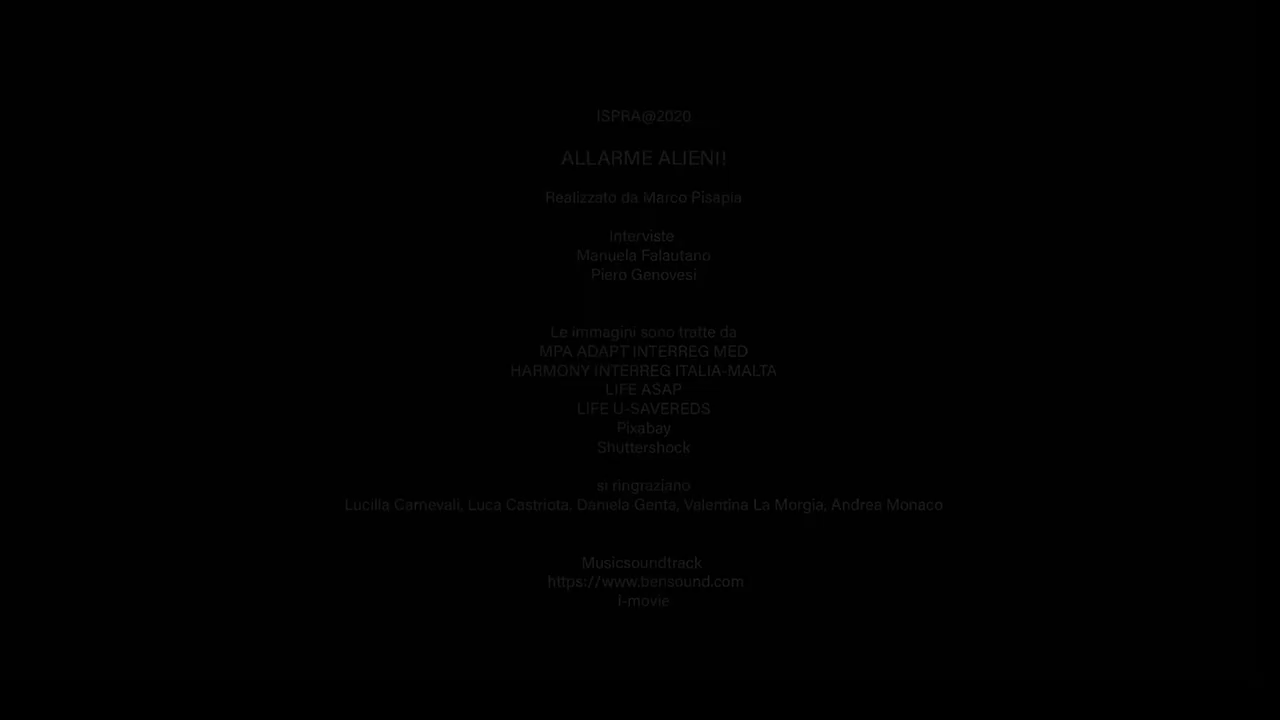 ISPRA@2020
ALLARME ALIENI!
Realizzato da Marco Pisapia
Interviste
Manuela Falautano
Piero Genovesi
Le immagini sono tratte da
MPA ADAPT INTERREG MED
HARMONY INTERREG ITALIA-MALTA
LIFE ASAP
LIFE U-SAVEREDS
Pixabay
Shuttershock
si ringraziano
Lucilla Carnevali, Luca Castriota, Daniela Genta, Valentina La Morgia, Andrea Monaco
Musicsoundtrack
https://www.bensound.com
I-movie